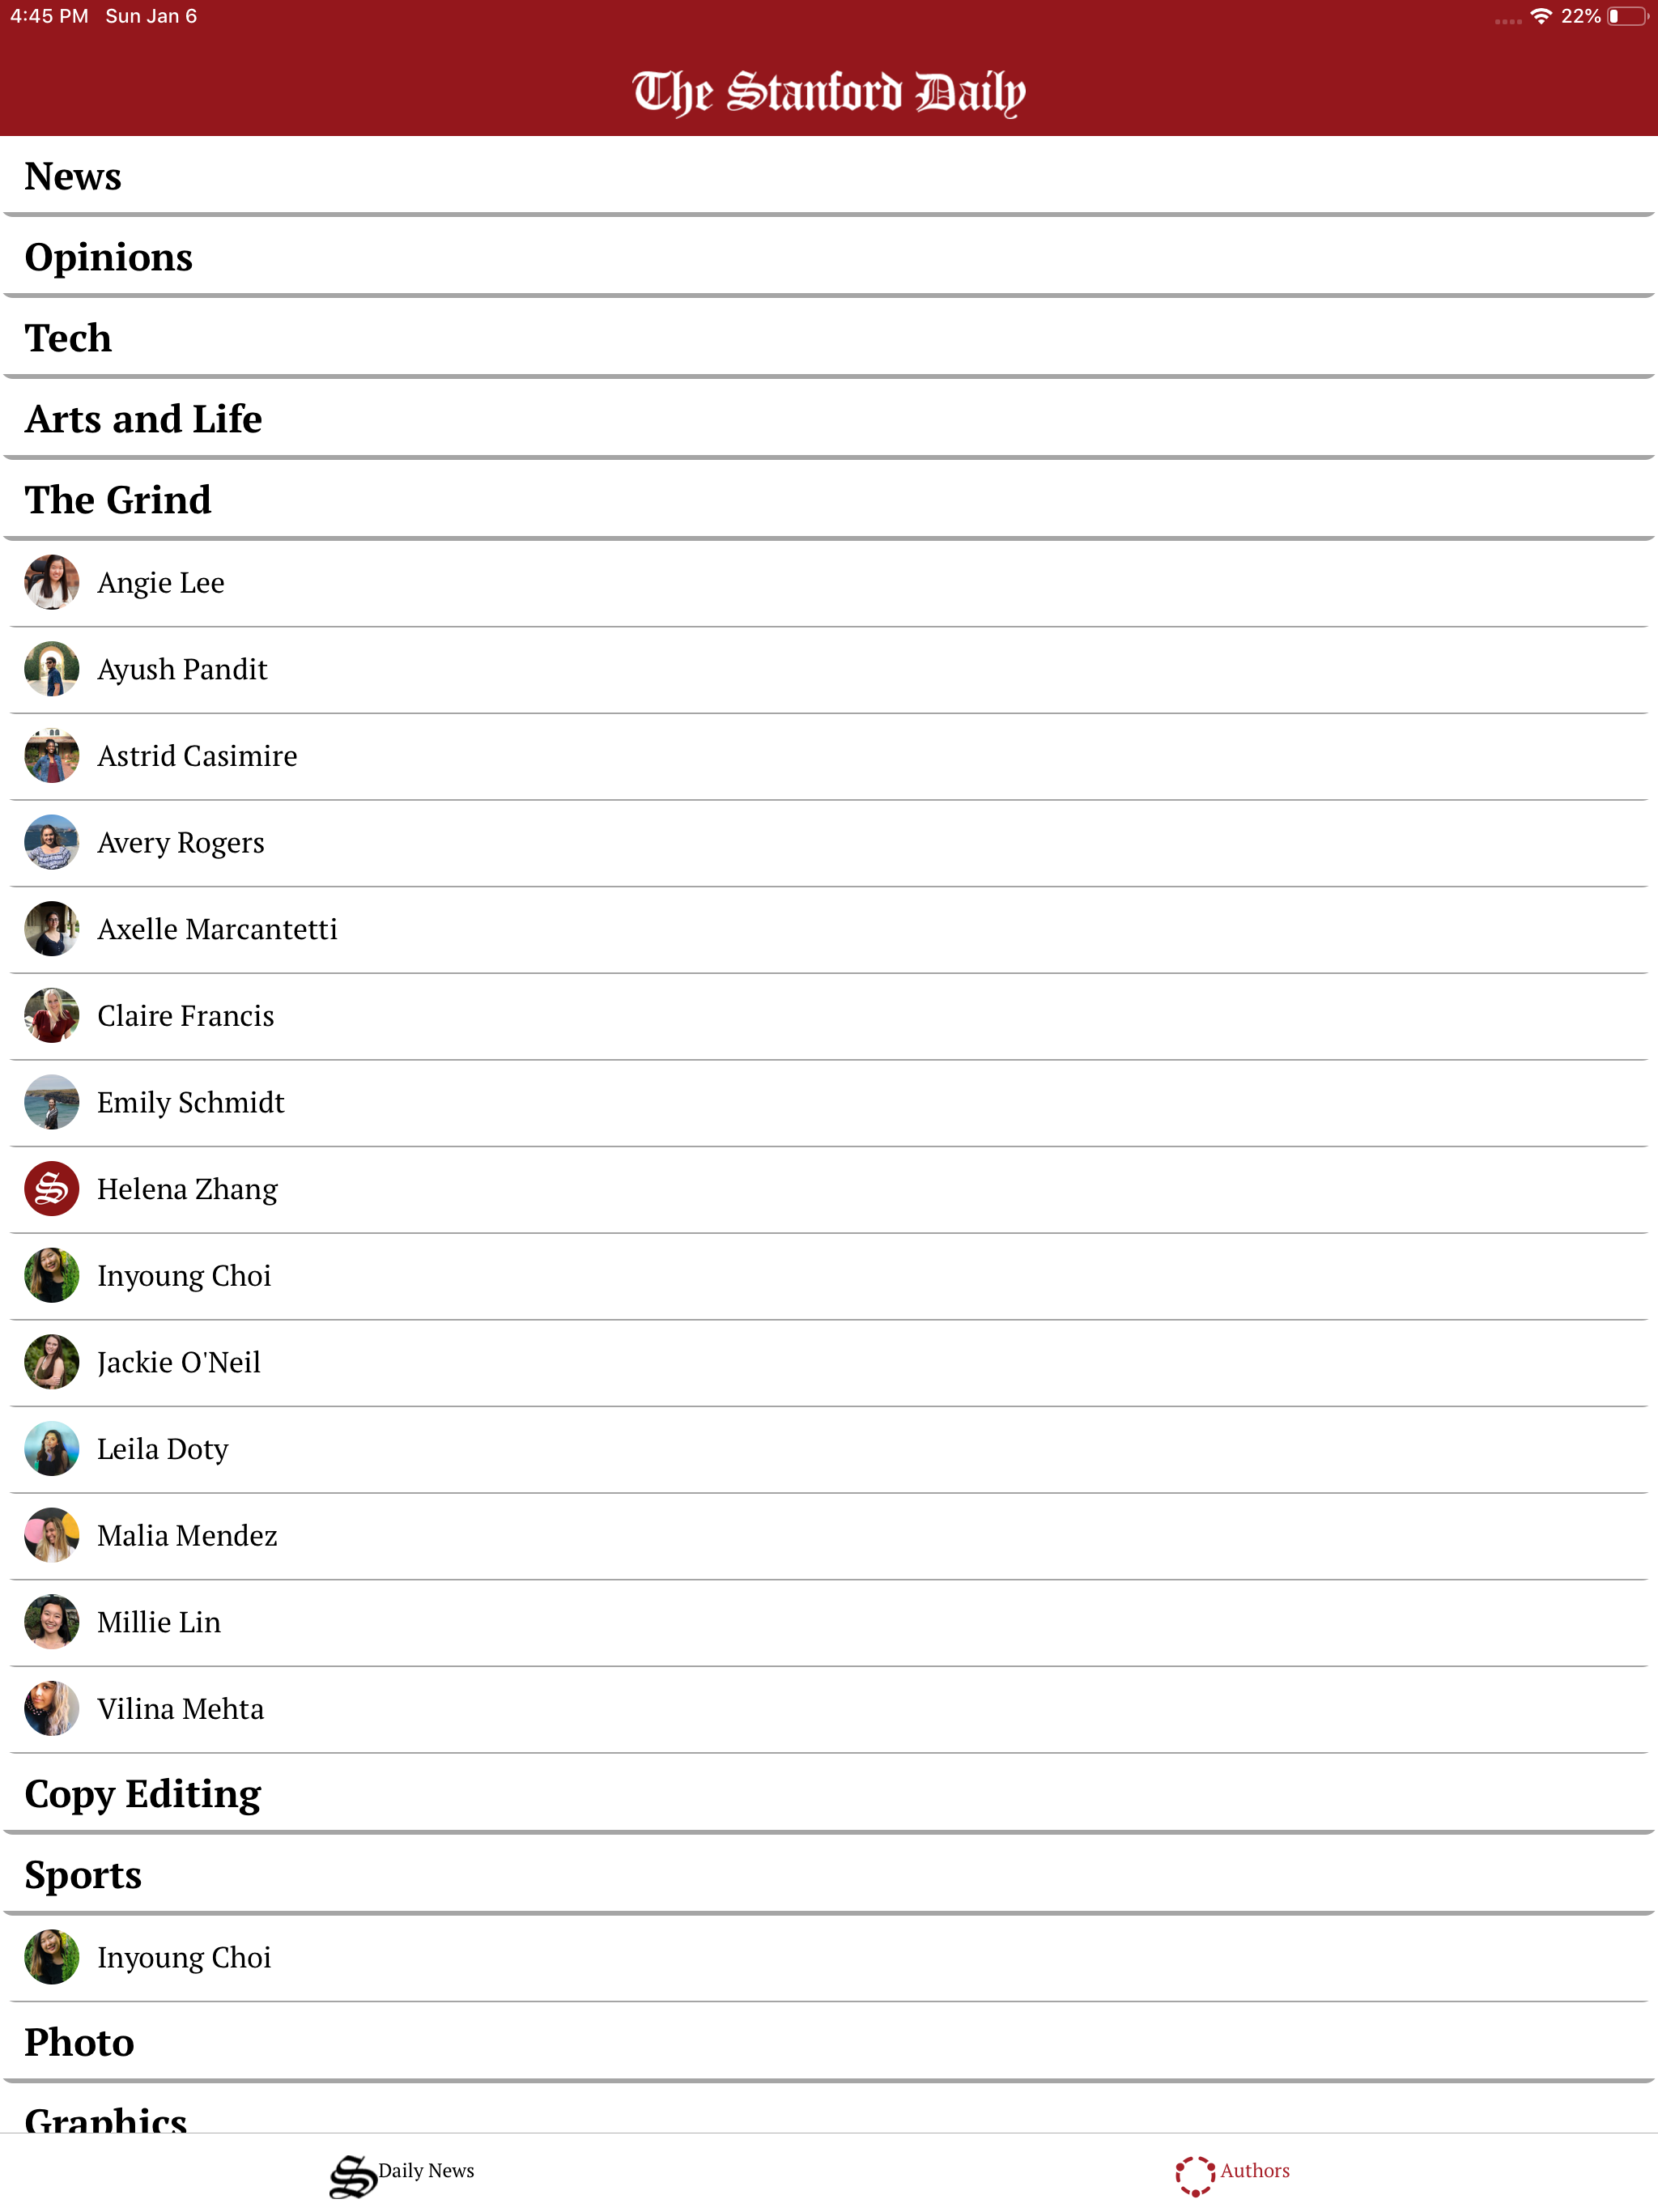 4:45 PM Sun Jan 6 22%
The Stanford Daily
News
Opinions
Tech
Arts and Life
The Grind
Angie Lee
Ayush Pandit
Astrid Casimire
Avery Rogers
Axelle Marcantetti
Claire Francis
Emily Schmidt
S
Helena Zhang
Inyoung Choi
Jackie O'Neil
Leila Doty
Malia Mendez
Millie Lin
Vilina Mehta
Copy Editing
Sports
Inyoung Choi
Photo
Graphics
S Daily News
Authors